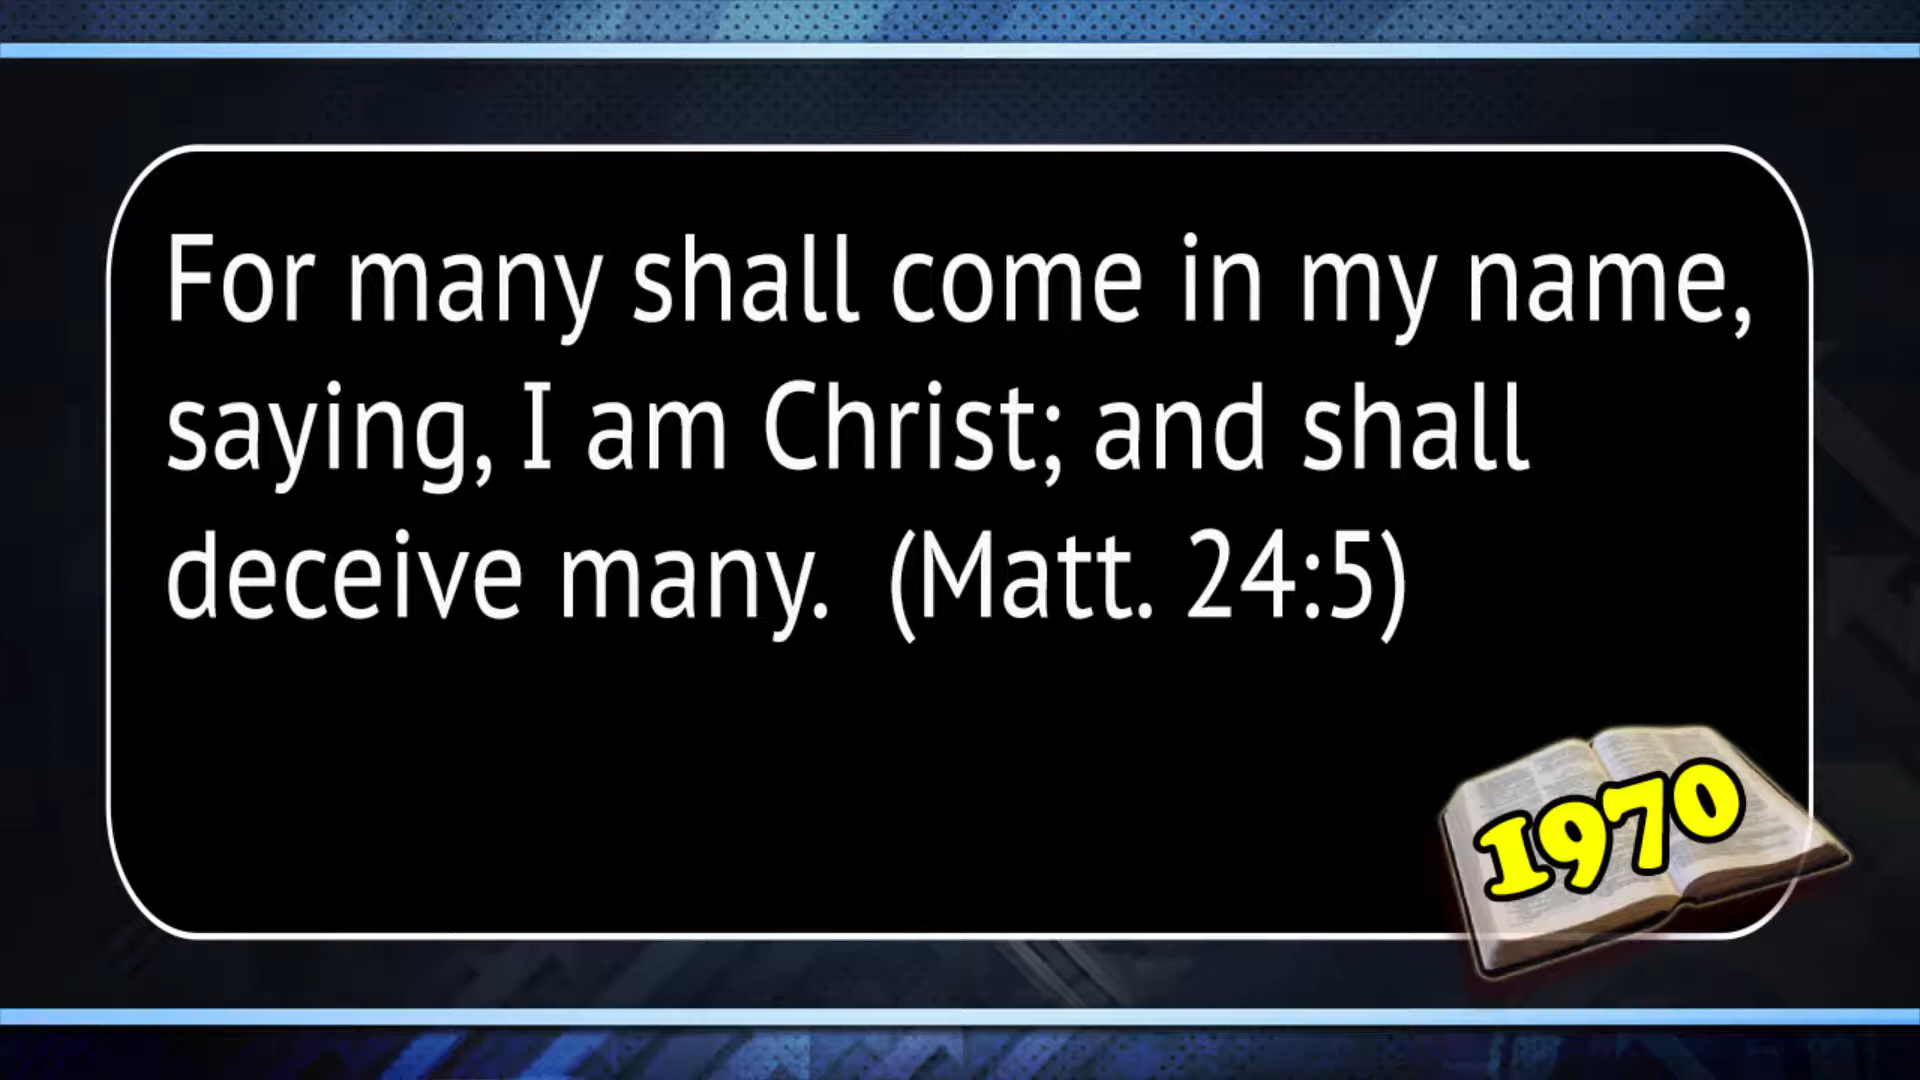 For many shall come in my name,
saying, I am Christ; and shall
deceive many.  (Matt. 24:5)
1970